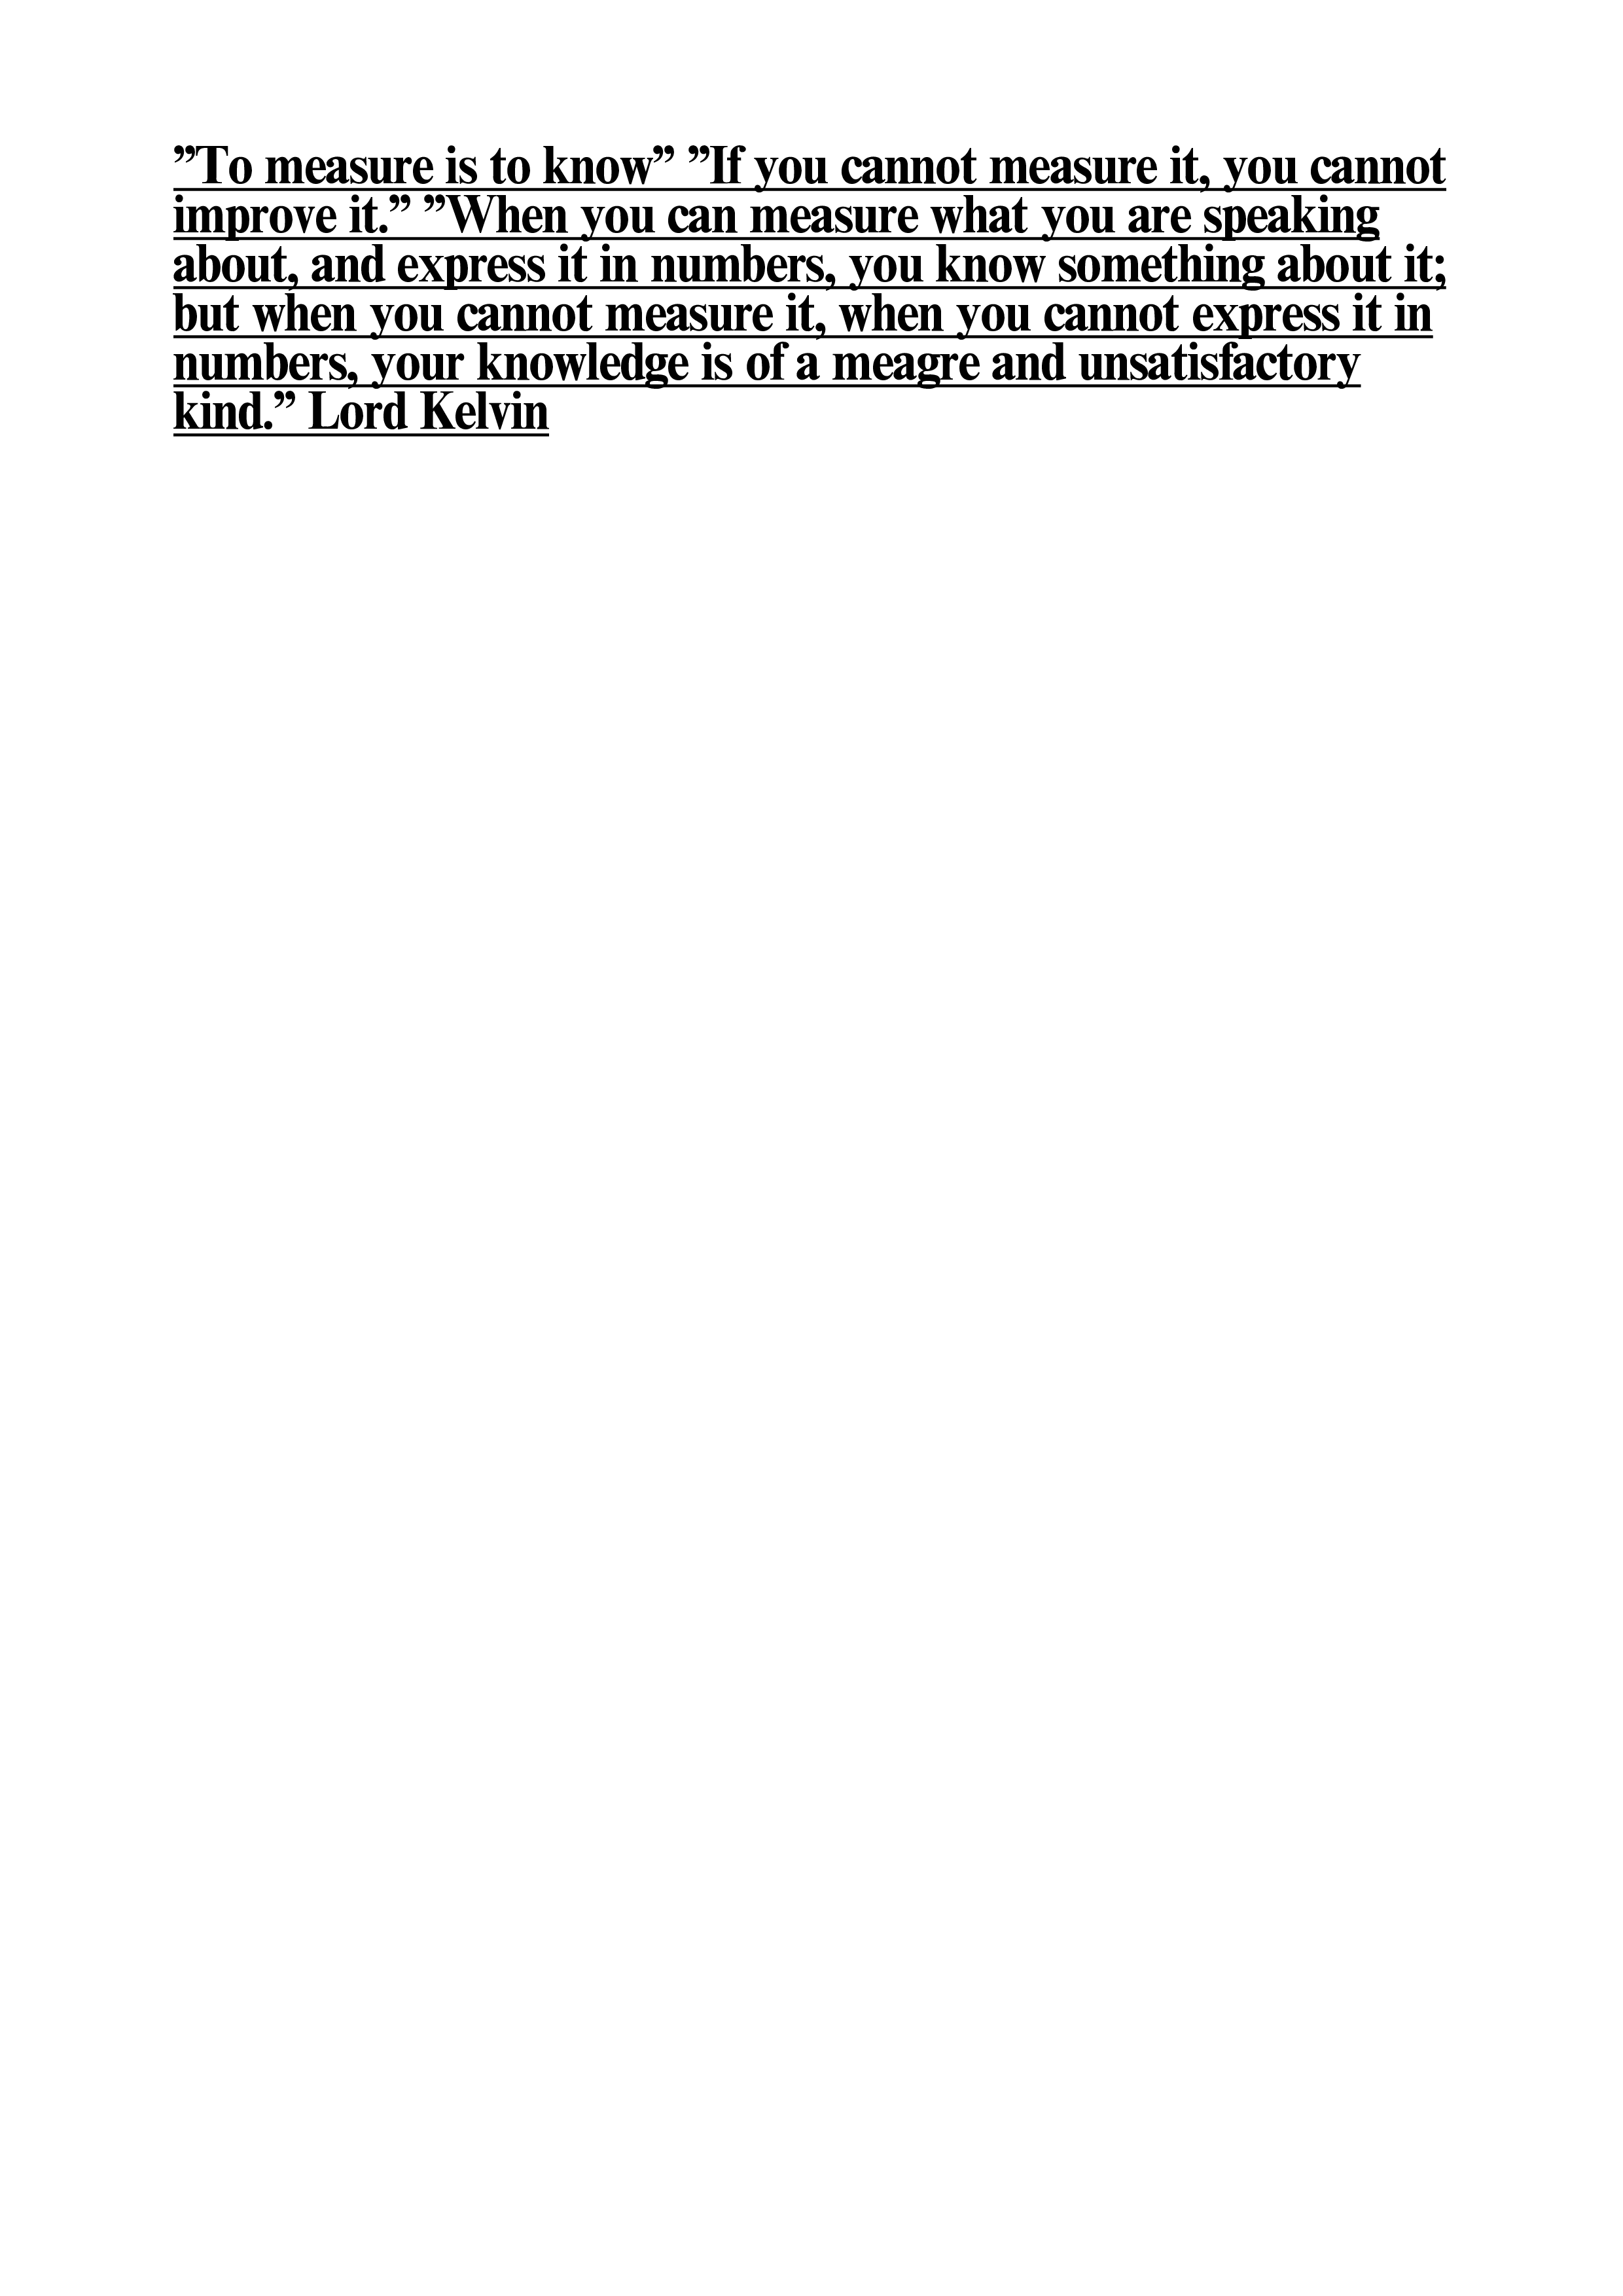 ”To measure is to know” ”If you cannot measure it, you cannot
improve it.” ”When you can measure what you are speaking
about, and express it in numbers, you know something about it;
but when you cannot measure it, when you cannot express it in
numbers, your knowledge is of a meagre and unsatisfactory
kind.” Lord Kelvin